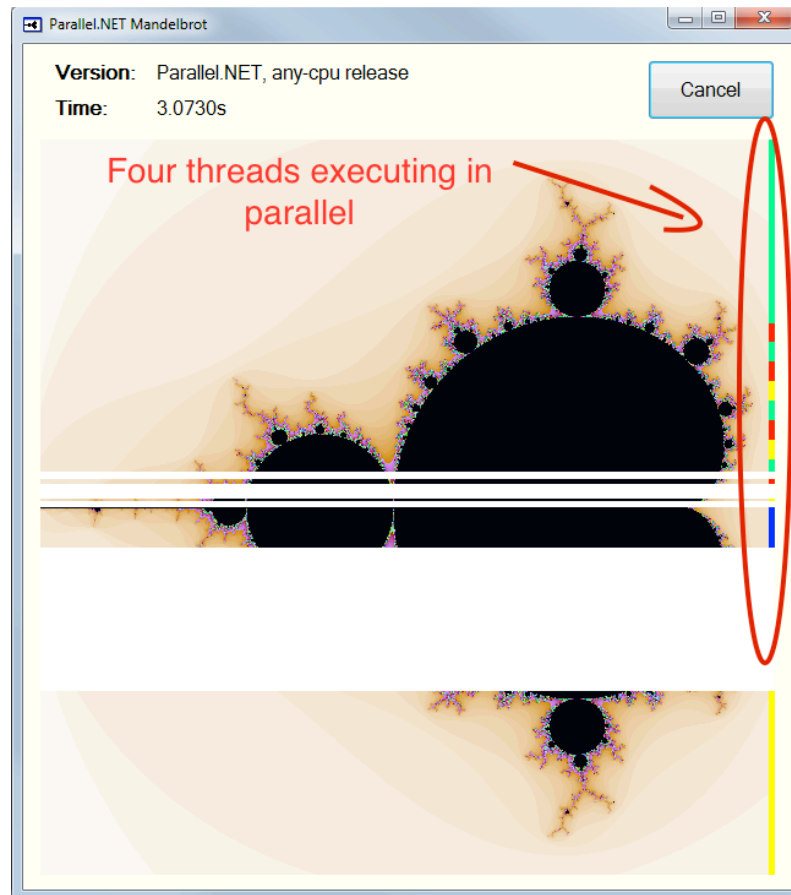 Parallel.NET Mandelbrot
Version: Parallel.NET, any-cpu release
Time: 3.0730s
Cancel
Four threads executing in
parallel